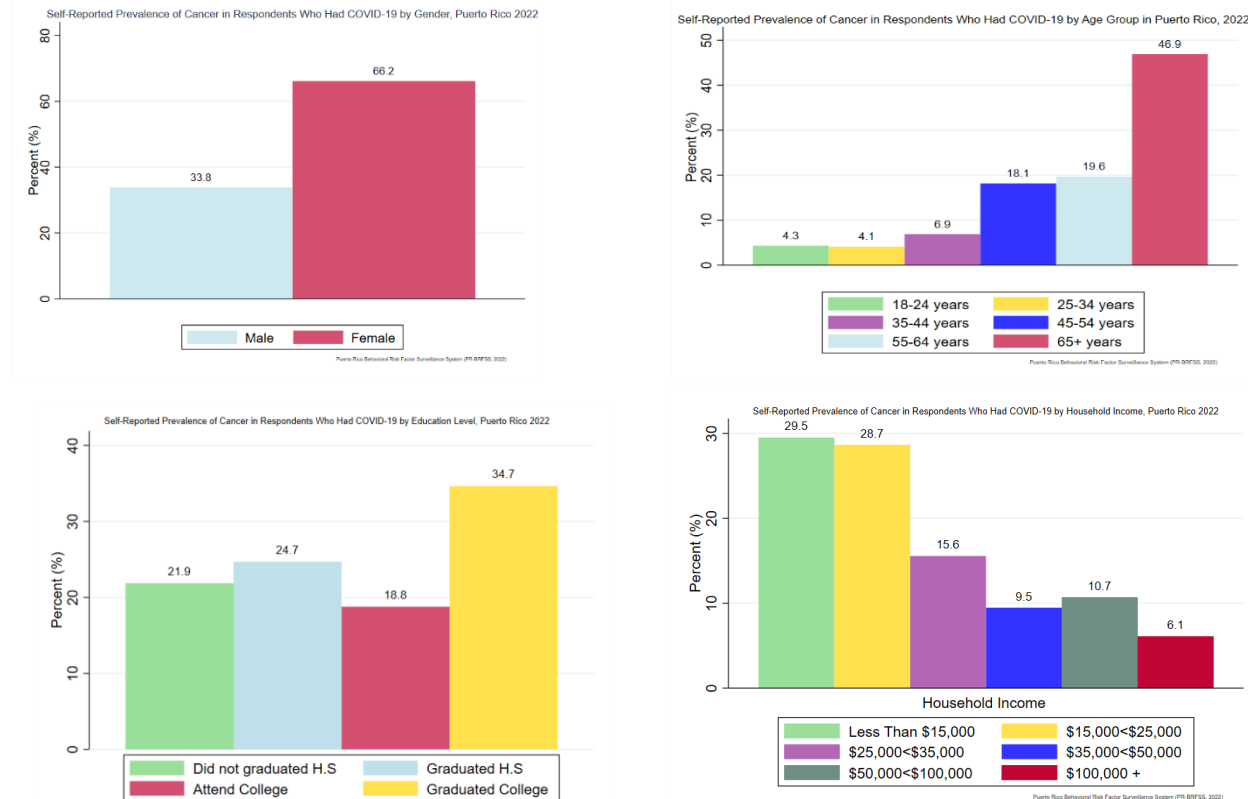 Self-Reported Prevalence of Cancer in Respondents Who Had COVID-19 by Gender, Puerto Rico 2022
Percent (%)
80
60
40
20
0
33.8
66.2
Male Female
Puerto Rico Behavioral Risk Factor Surveillance System (PR-BRFSS, 2022)
Self-Reported Prevalence of Cancer in Respondents Who Had COVID-19 by Age Group in Puerto Rico, 2022
Percent (%)
50
40
30
20
10
0
4.3
4.1
6.9
18.1
19.6
46.9
18-24 years 25-34 years
35-44 years 45-54 years
55-64 years 65+ years
Puerto Rico Behavioral Risk Factor Surveillance System (PR-BRFSS, 2022)
Self-Reported Prevalence of Cancer in Respondents Who Had COVID-19 by Education Level, Puerto Rico 2022
Percent (%)
40
30
20
10
0
21.9
24.7
18.8
34.7
Did not graduated H.S Graduated H.S
Attend College Graduated College
Self-Reported Prevalence of Cancer in Respondents Who Had COVID-19 by Household Income, Puerto Rico 2022
Percent (%)
30
20
10
0
29.5
28.7
15.6
9.5
10.7
6.1
Household Income
Less Than $15,000 $15,000<$25,000
$25,000<$35,000 $35,000<$50,000
$50,000<$100,000 $100,000 +
Puerto Rico Behavioral Risk Factor Surveillance System (PR-BRFSS, 2022)